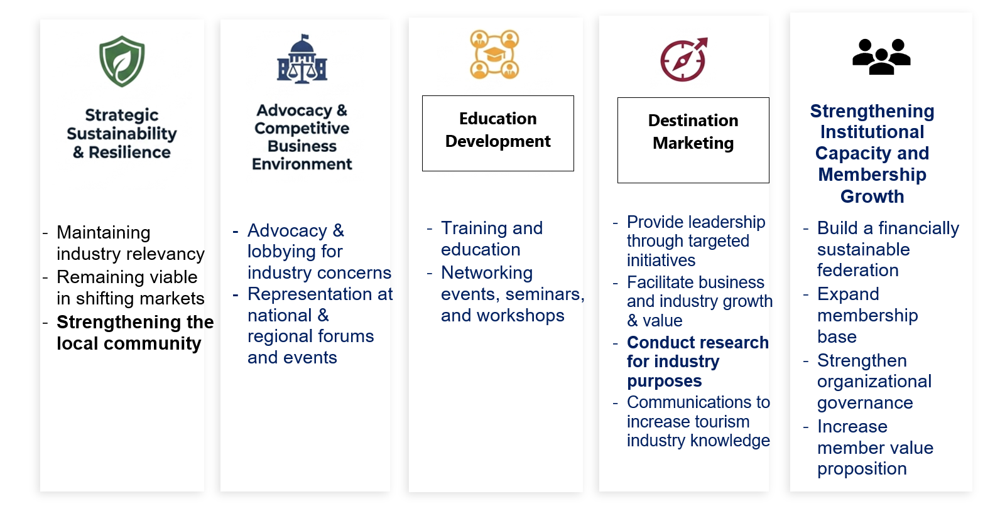 Strategic
Sustainability
& Resilience
- Maintaining
industry relevancy
- Remaining viable
in shifting markets
- Strengthening the
local community
Advocacy &
Competitive
Business
Environment
- Advocacy &
lobbying for
industry concerns
- Representation at
national &
regional forums
and events
Education
Development
- Training and
education
- Networking
events, seminars,
and workshops
Destination
Marketing
- Provide leadership
through targeted
initiatives
- Facilitate business
and industry growth
& value
- Conduct research
for industry
purposes
- Communications to
increase tourism
industry knowledge
Strengthening
Institutional
Capacity and
Membership
Growth
- Build a financially
sustainable
federation
- Expand
membership
base
- Strengthen
organizational
governance
- Increase
member value
proposition